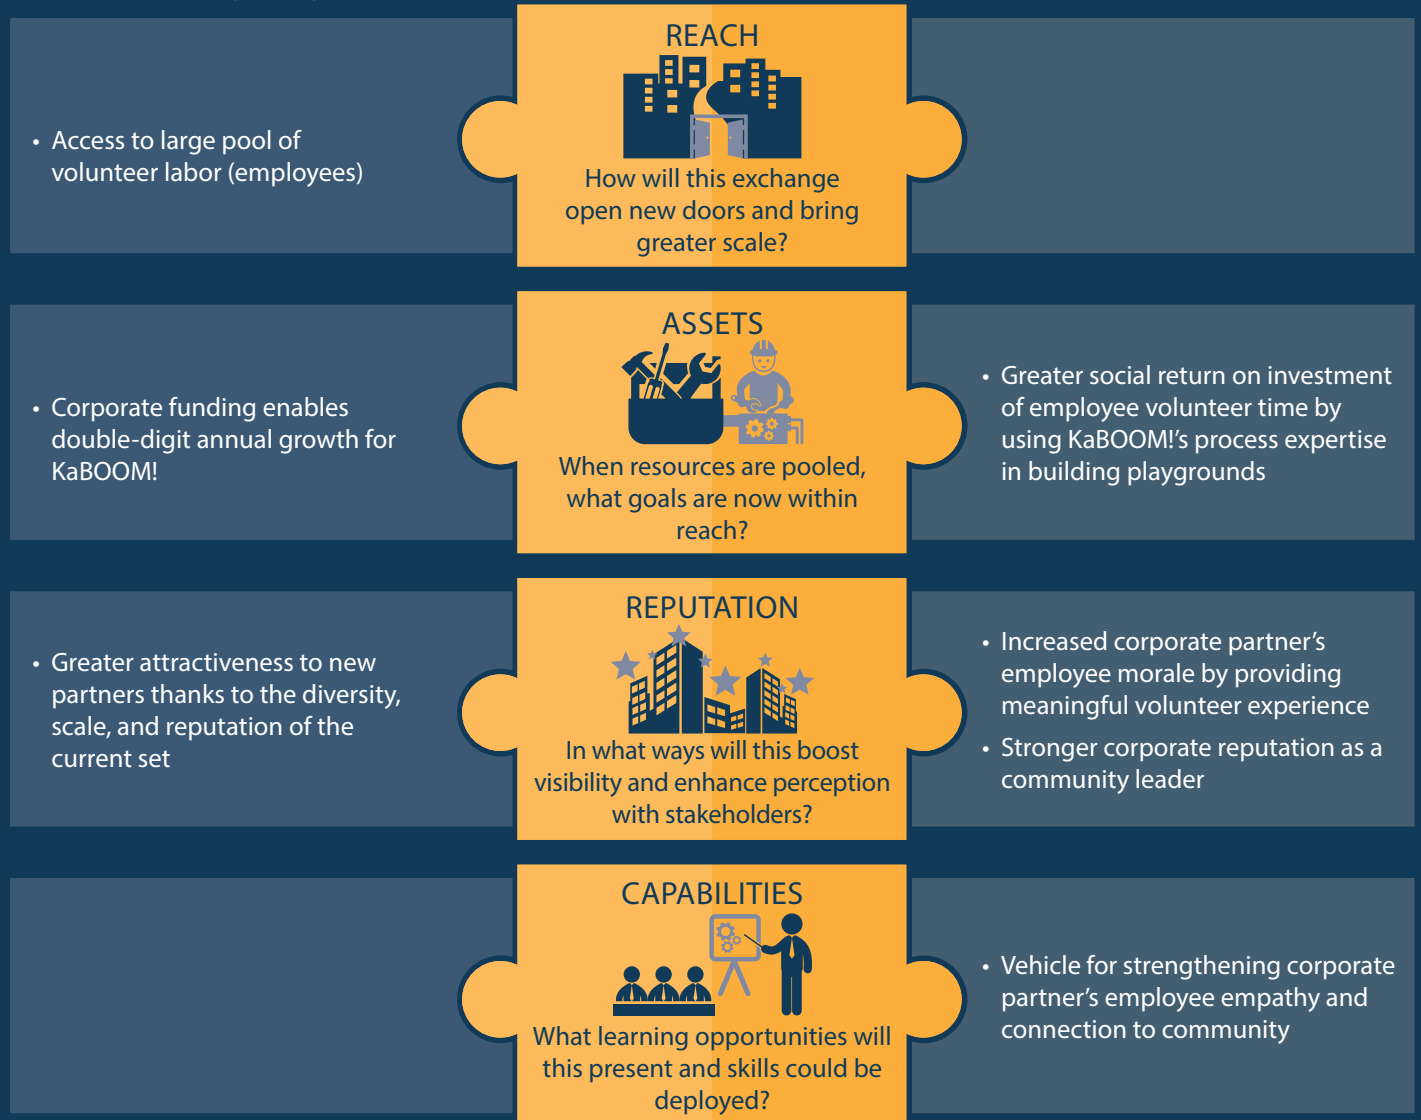 • Access to large pool of
volunteer labor (employees)
REACH
How will this exchange
open new doors and bring
greater scale?
• Corporate funding enables
double-digit annual growth for
KaBOOM!
ASSETS
When resources are pooled,
what goals are now within
reach?
• Greater social return on investment
of employee volunteer time by
using KaBOOM!'s process expertise
in building playgrounds
• Greater attractiveness to new
partners thanks to the diversity,
scale, and reputation of the
current set
REPUTATION
In what ways will this boost
visibility and enhance perception
with stakeholders?
• Increased corporate partner’s
employee morale by providing
meaningful volunteer experience
• Stronger corporate reputation as a
community leader
CAPABILITIES
What learning opportunities will
this present and skills could be
deployed?
• Vehicle for strengthening corporate
partner’s employee empathy and
connection to community